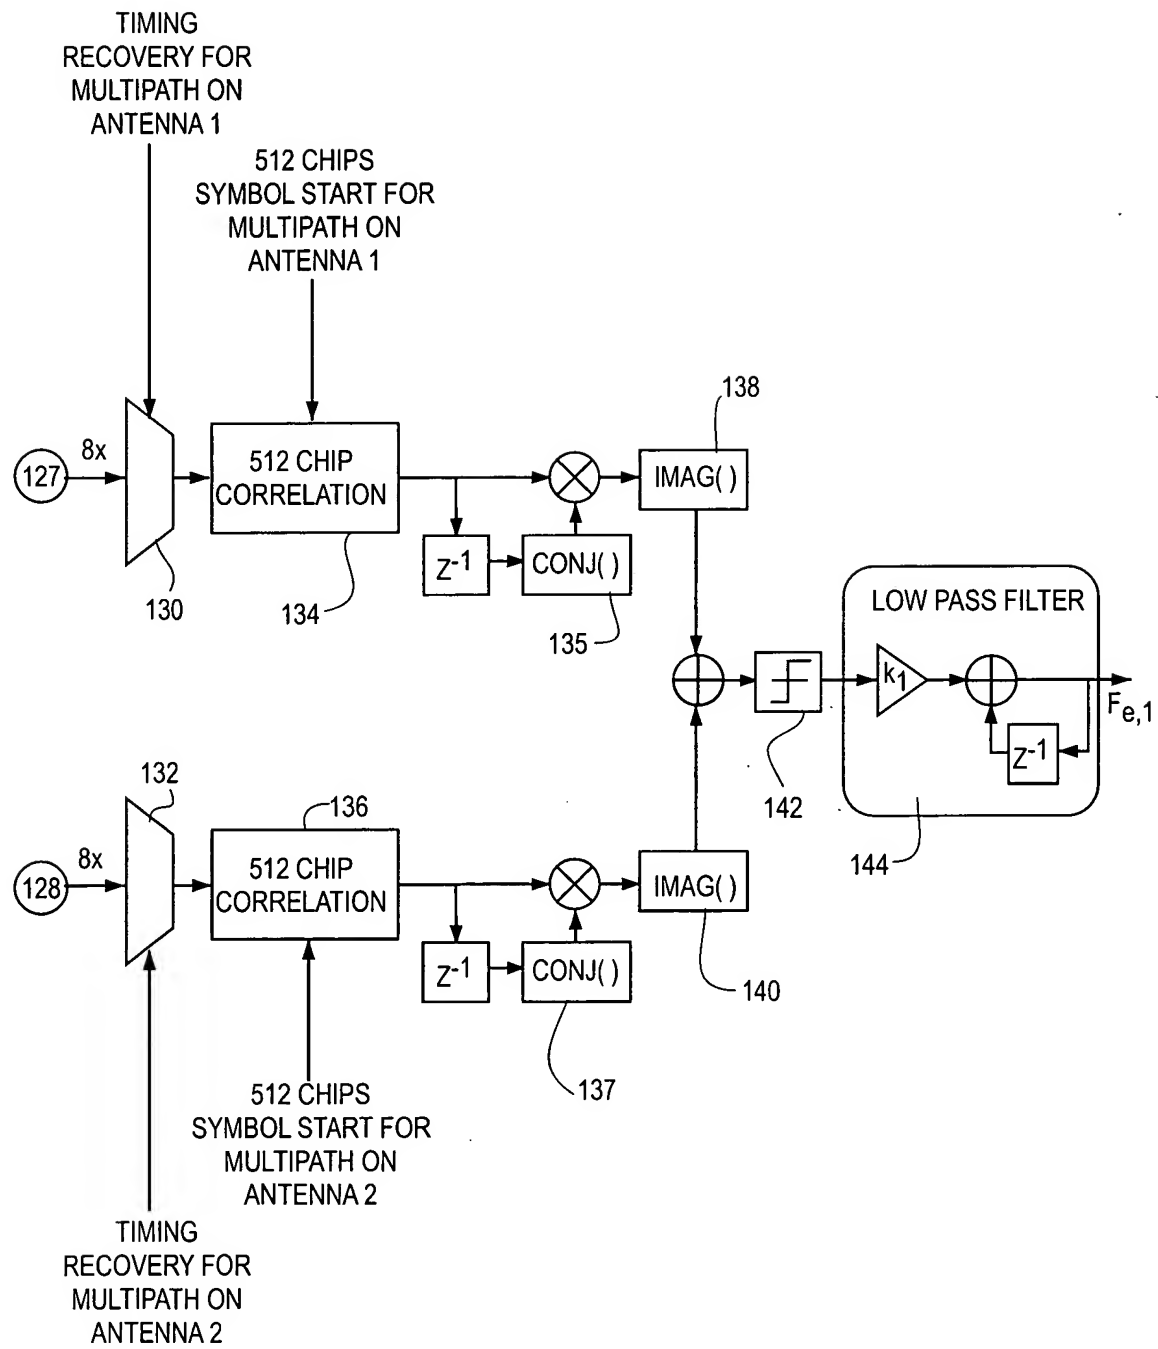 TIMING
RECOVERY FOR
MULTIPATH ON
ANTENNA 1
512 CHIPS
SYMBOL START FOR
MULTIPATH ON
ANTENNA 1
138
127
8x
512 CHIP
CORRELATION
IMAG( )
Z-1
CONJ( )
130
134
135
LOW PASS FILTER
k1
Fe,1
Z-1
142
144
132
136
128
8x
512 CHIP
CORRELATION
IMAG( )
Z-1
CONJ( )
140
137
512 CHIPS
SYMBOL START FOR
MULTIPATH ON
ANTENNA 2
TIMING
RECOVERY FOR
MULTIPATH ON
ANTENNA 2